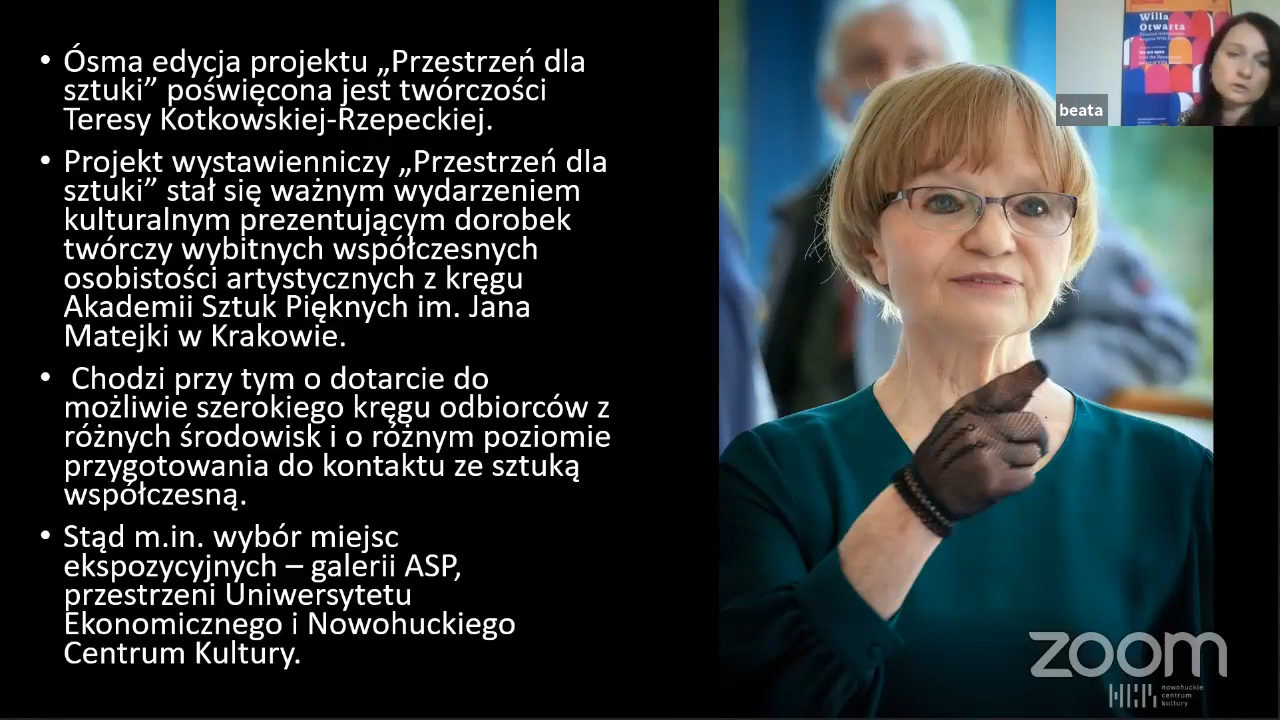 • Ósma edycja projektu „Przestrzeń dla
sztuki” poświęcona jest twórczości
Teresy Kotkowskiej-Rzepeckiej.
• Projekt wystawienniczy „Przestrzeń dla
sztuki” stał się ważnym wydarzeniem
kulturalnym prezentującym dorobek
twórczy wybitnych współczesnych
osobistości artystycznych z kręgu
Akademii Sztuk Pięknych im. Jana
Matejki w Krakowie.
• Chodzi przy tym o dotarcie do
możliwie szerokiego kręgu odbiorców z
różnych środowisk i o różnym poziomie
przygotowania do kontaktu ze sztuką
współczesną.
• Stąd m.in. wybór miejsc
ekspozycyjnych – galerii ASP,
przestrzeni Uniwersytetu
Ekonomicznego i Nowohuckiego
Centrum Kultury.
Willa
Otwarta
beata
zoom
nowohuckie
centrum
kultury